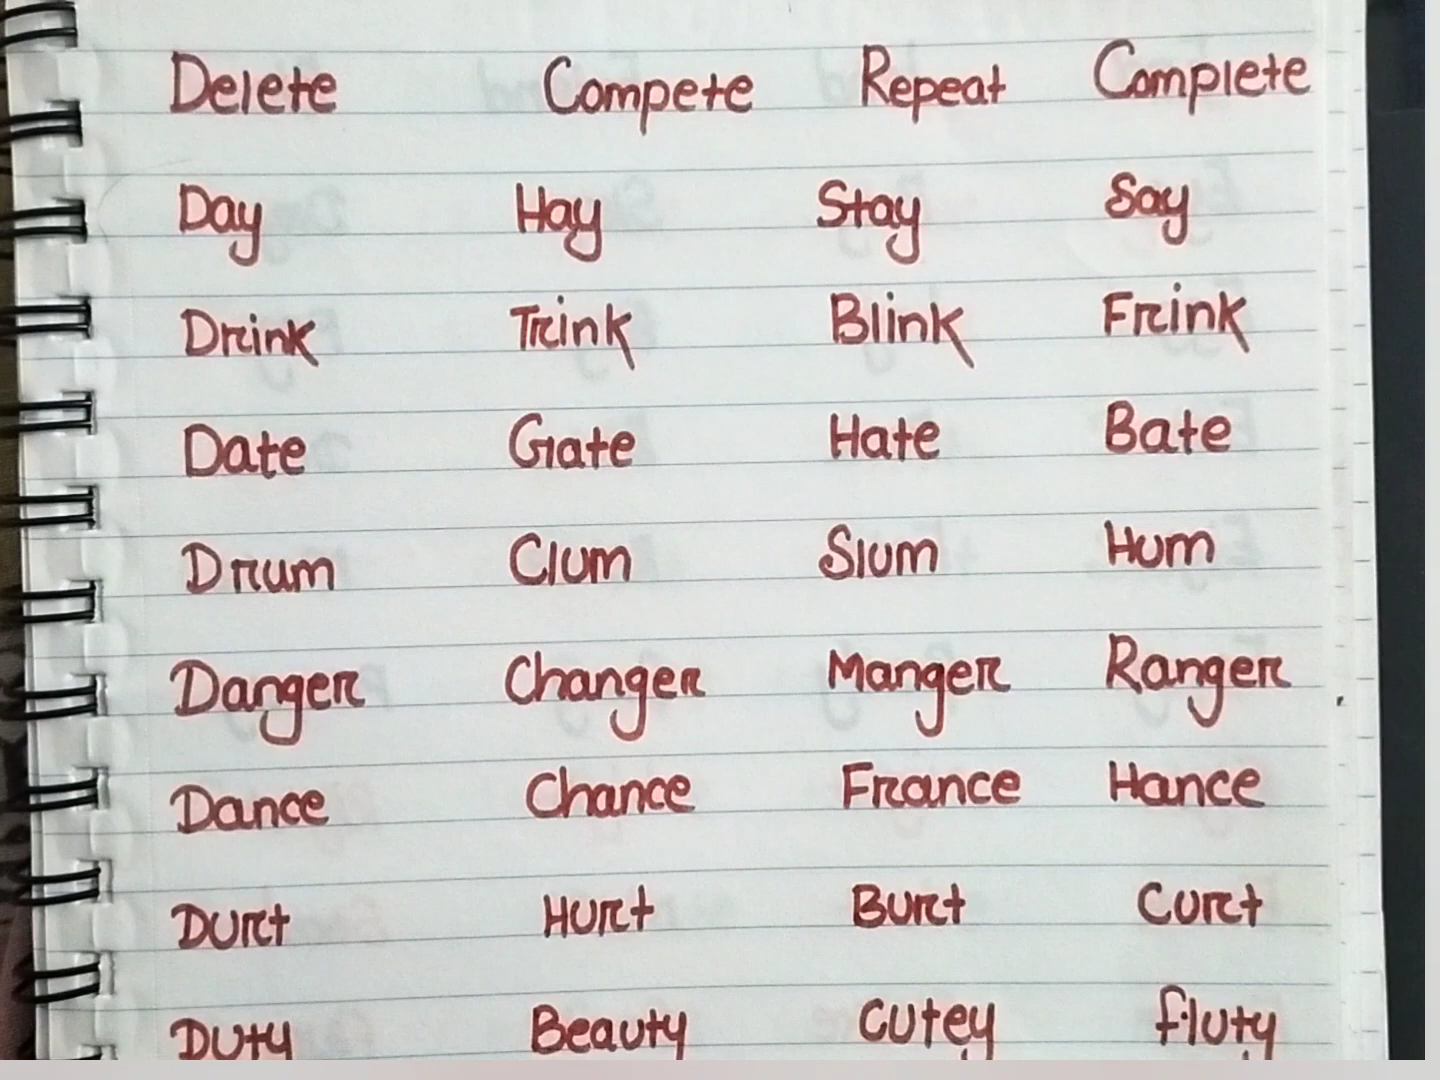 Delete Compete Repeat Complete
Day Hay Stay Say
Drink Trink Blink Frink
Date Gate Hate Bate
Drum Clum Slum Hum
Danger Changer Manger Ranger
Dance Chance France Hance
Durt Hurt Burt Curt
Duty Beauty Cutey fluty